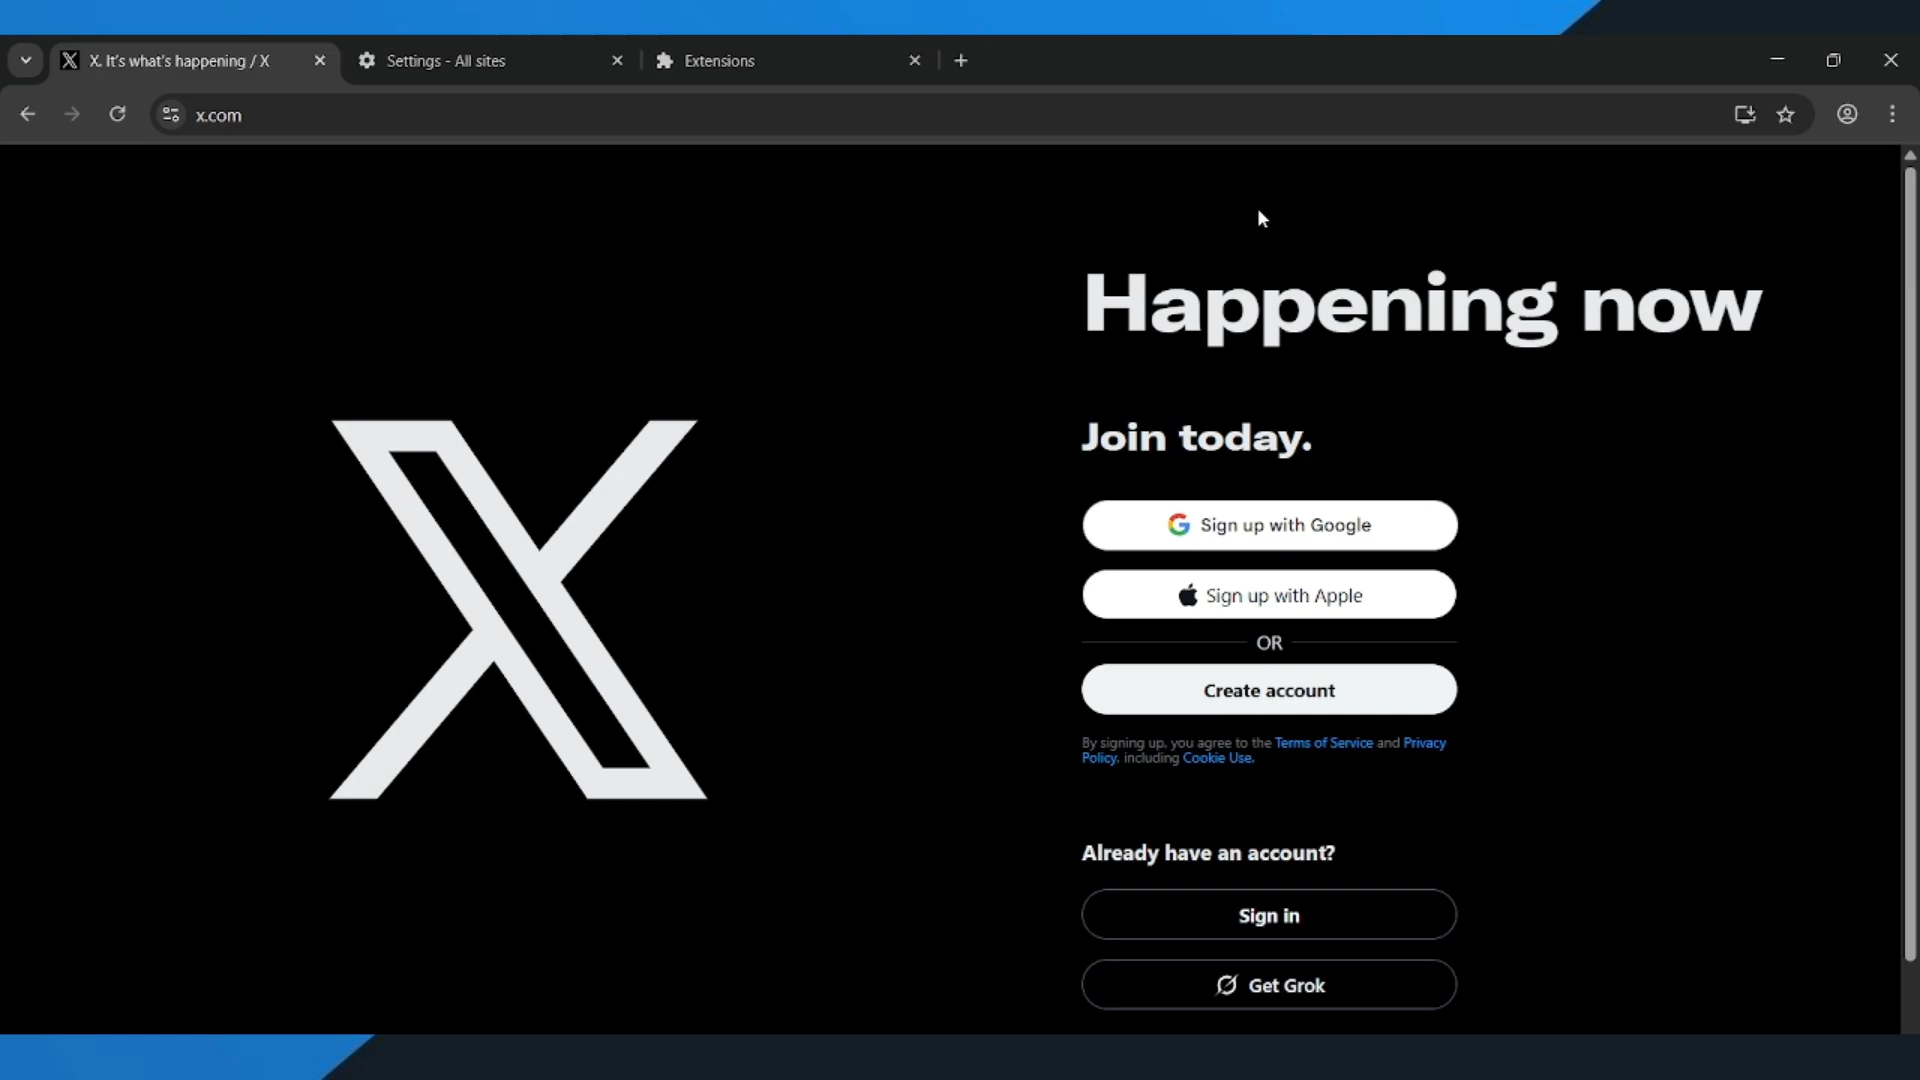 X. It's what's happening / X
Settings - All sites
Extensions
x.com
Happening now
Join today.
Sign up with Google
Sign up with Apple
OR
Create account
By signing up, you agree to the Terms of Service and Privacy
Policy, including Cookie Use.
Already have an account?
Sign in
Get Grok